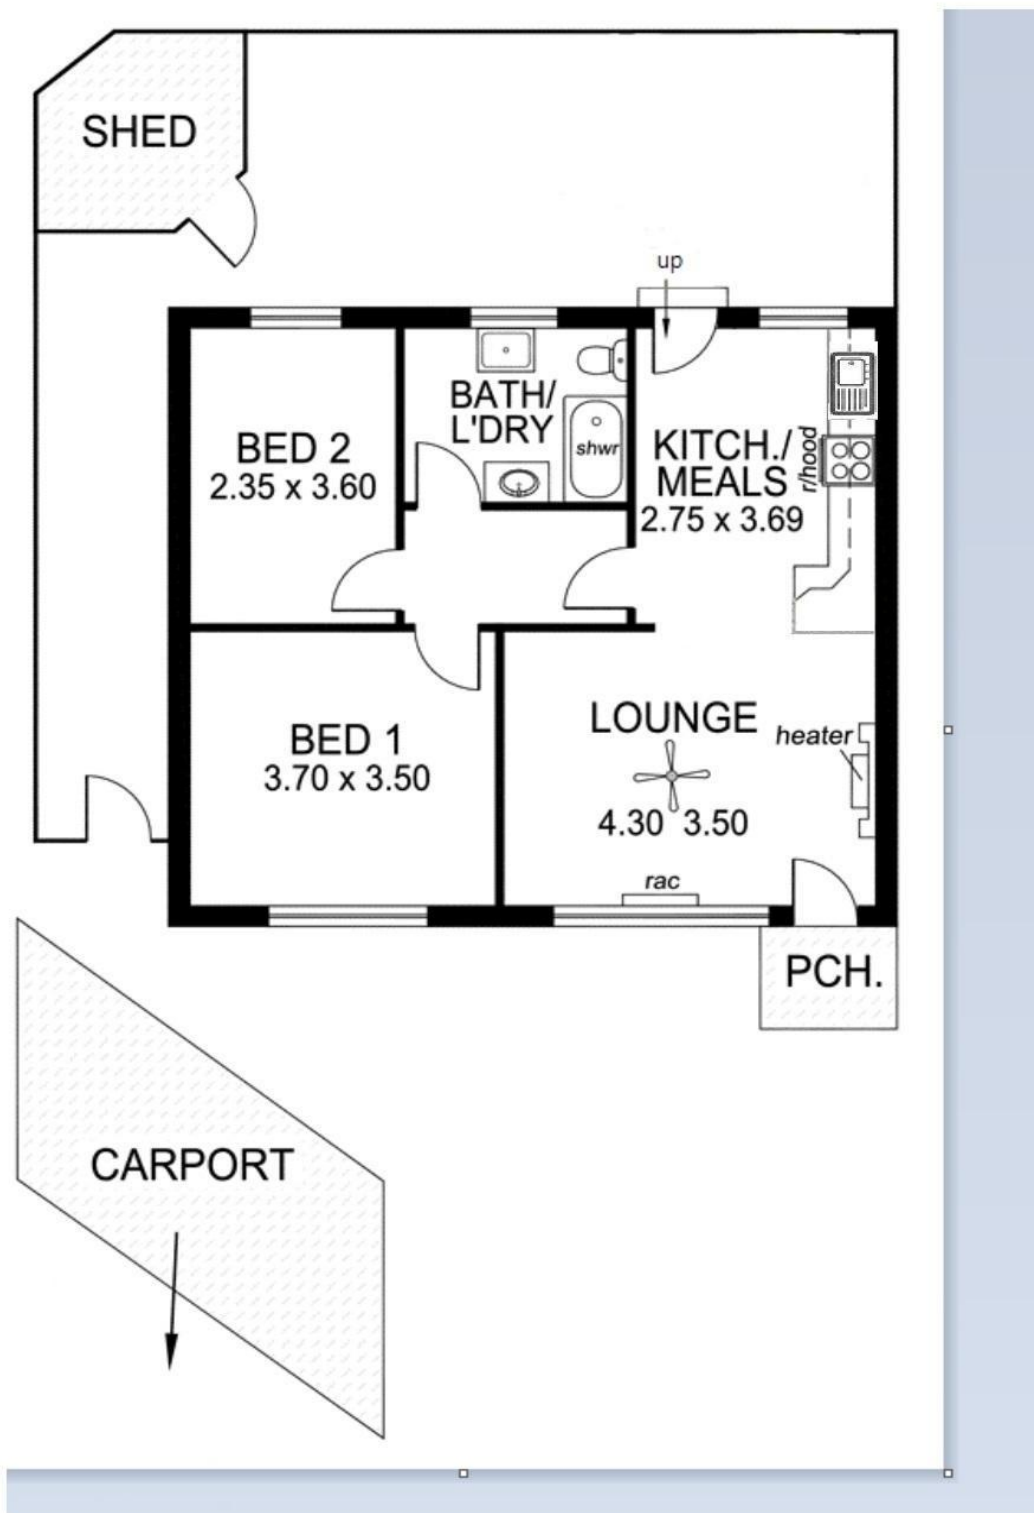 SHED
up
BATH/
L'DRY
shwr
BED 2
2.35 x 3.60
KITCH./
MEALS
2.75 x 3.69
r/hood
BED 1
3.70 x 3.50
LOUNGE
heater
4.30 3.50
rac
PCH.
CARPORT